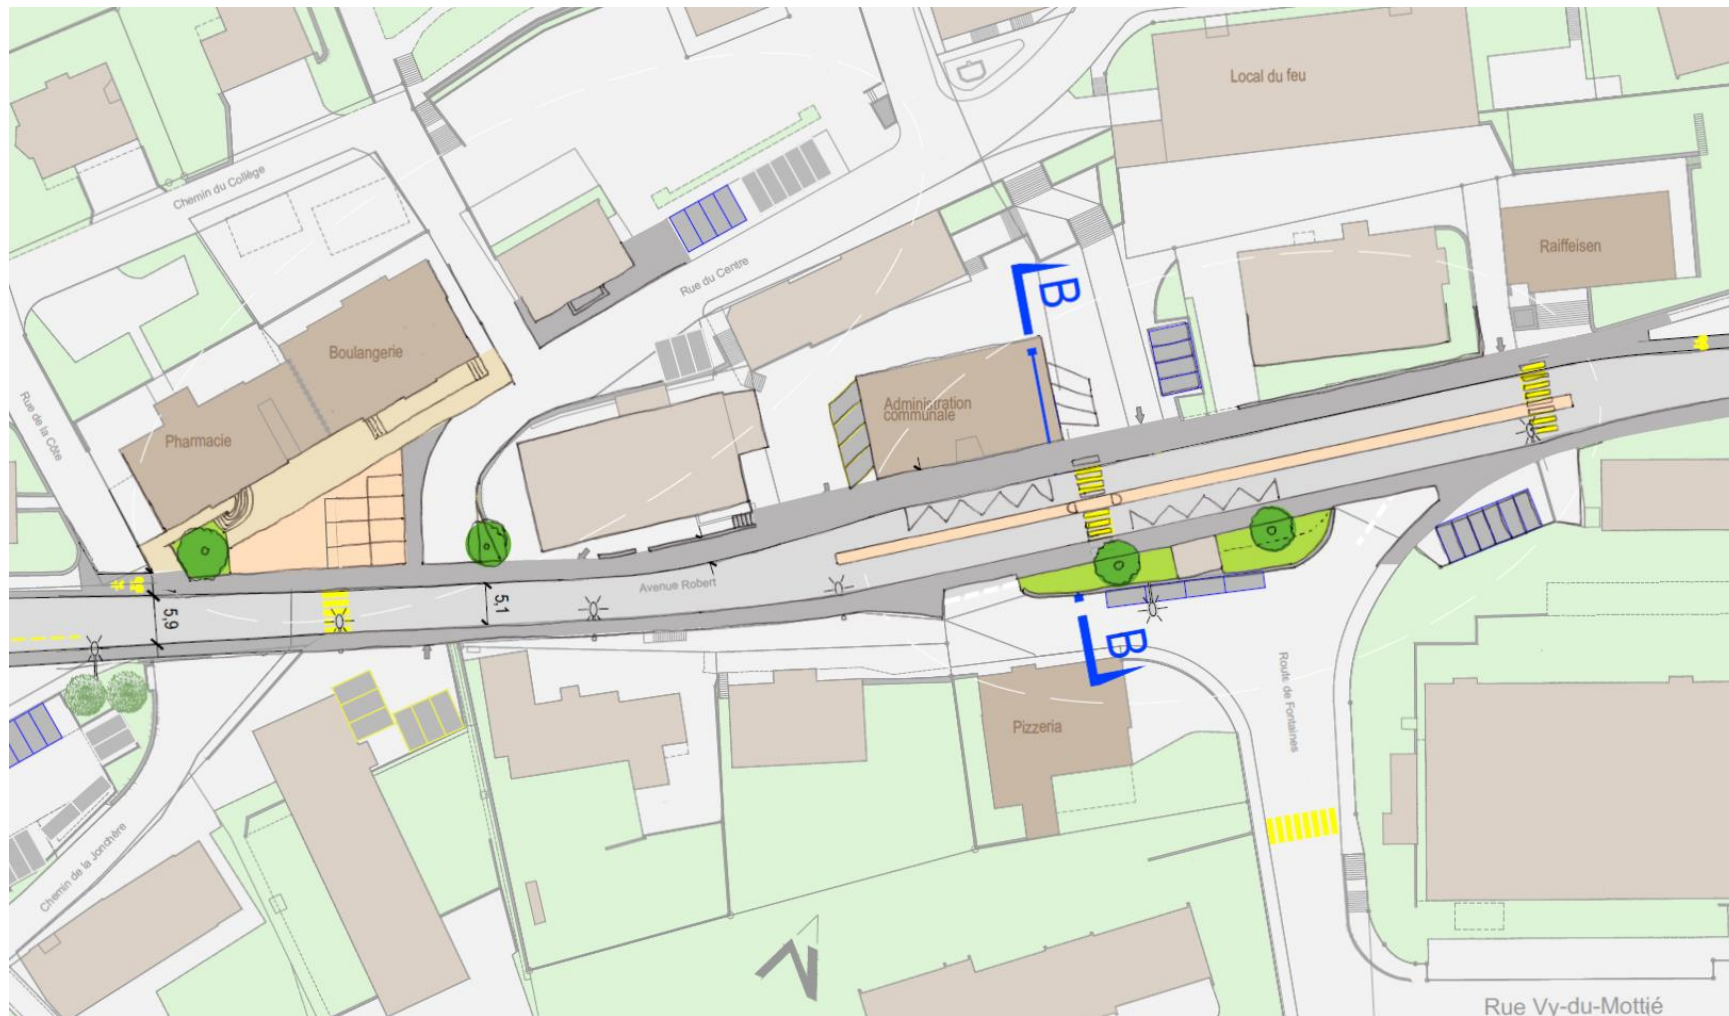 Local du feu
Chemin du Collège
Raiffeisen
Rue du Centre
B
Boulangerie
Administration
communale
Rue de la Côte
Pharmacie
Avenue Robert
5,9
5,1
B
Route de Fontaines
Pizzeria
Chemin de la Jonchère
Rue Vy-du-Mottié